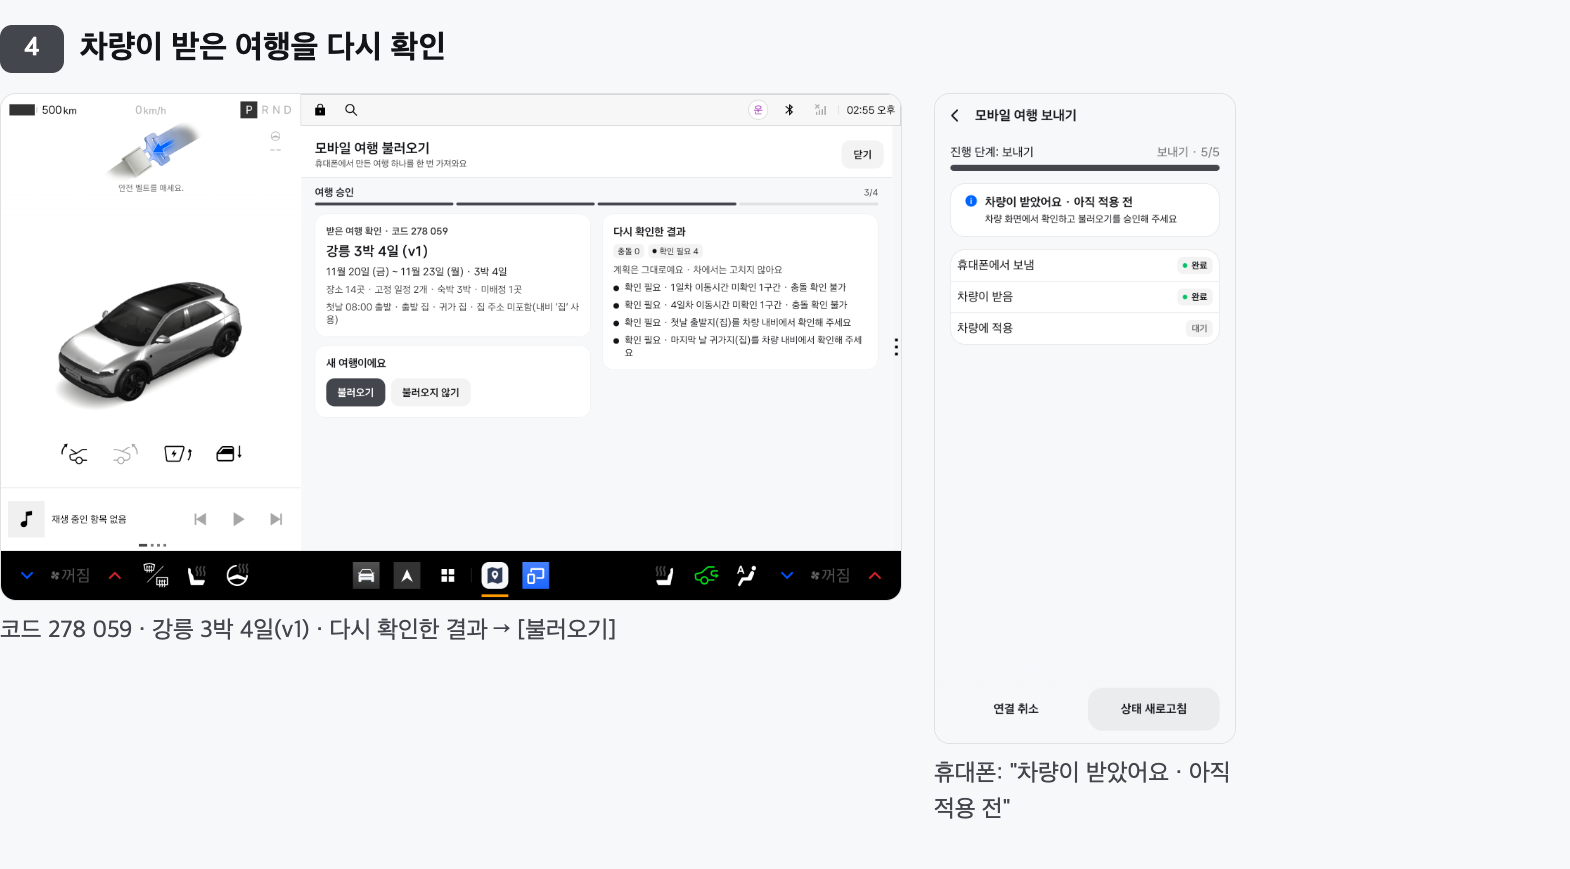 4 차량이 받은 여행을 다시 확인
500 km
0 km/h
P R N D
안전 벨트를 매세요.
--
재생 중인 항목 없음
운
02:55 오후
모바일 여행 불러오기
휴대폰에서 만든 여행 하나를 한 번 가져와요
닫기
여행 승인
3/4
받은 여행 확인 · 코드 278 059
강릉 3박 4일 (v1)
11월 20일 (금) ~ 11월 23일 (월) · 3박 4일
장소 14곳 · 고정 일정 2개 · 숙박 3박 · 미배정 1곳
첫날 08:00 출발 · 출발 집 · 귀가 집 · 집 주소 미포함(내비 '집' 사
용)
새 여행이에요
불러오기
불러오지 않기
다시 확인한 결과
충돌 0
확인 필요 4
계획은 그대로예요 · 차에서는 고치지 않아요
확인 필요 · 1일차 이동시간 미확인 1구간 · 충돌 확인 불가
확인 필요 · 4일차 이동시간 미확인 1구간 · 충돌 확인 불가
확인 필요 · 첫날 출발지(집)를 차량 내비에서 확인해 주세요
확인 필요 · 마지막 날 귀가지(집)를 차량 내비에서 확인해 주세
요
꺼짐
A
꺼짐
코드 278 059 · 강릉 3박 4일(v1) · 다시 확인한 결과 → [불러오기]
모바일 여행 보내기
진행 단계: 보내기
보내기 · 5/5
차량이 받았어요 · 아직 적용 전
차량 화면에서 확인하고 불러오기를 승인해 주세요
휴대폰에서 보냄
완료
차량이 받음
완료
차량에 적용
대기
연결 취소
상태 새로고침
휴대폰: "차량이 받았어요 · 아직
적용 전"